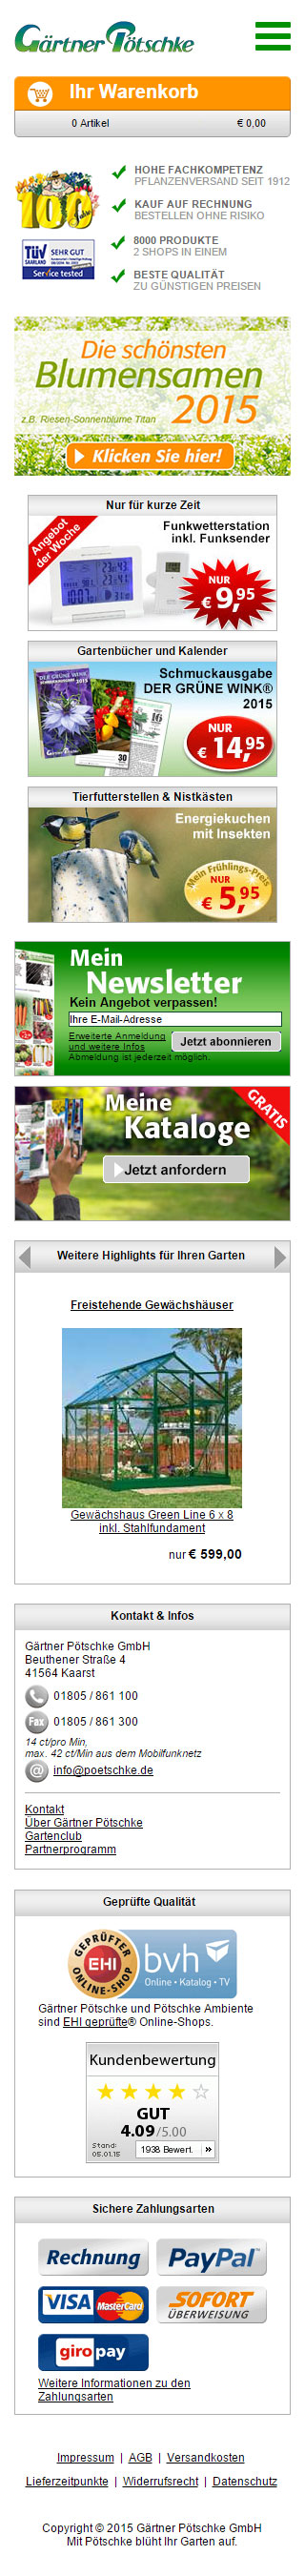 Gärtner Pötschke
Ihr Warenkorb
0 Artikel € 0,00
100 Jahre
HOHE FACHKOMPETENZ
PFLANZENVERSAND SEIT 1912
KAUF AUF RECHNUNG
BESTELLEN OHNE RISIKO
TÜV
SAARLAND
SEHR GUT
Service tested
8000 PRODUKTE
2 SHOPS IN EINEM
BESTE QUALITÄT
ZU GÜNSTIGEN PREISEN
Die schönsten
Blumensamen
z.B. Riesen-Sonnenblume Titan
2015
Klicken Sie hier!
Nur für kurze Zeit
Angebot
der Woche
Funkwetterstation
inkl. Funksender
NUR
€ 9,95
Gartenbücher und Kalender
DER GRÜNE WINK
2015
Schmuckausgabe
DER GRÜNE WINK®
2015
NUR
€ 14,95
Tierfutterstellen & Nistkästen
Energiekuchen
mit Insekten
Mein Frühlings-Preis
NUR
€ 5,95
Mein
Newsletter
Kein Angebot verpassen!
Ihre E-Mail-Adresse
Erweiterte Anmeldung
und weitere Infos
Jetzt abonnieren
Abmeldung ist jederzeit möglich.
Meine
Kataloge
GRATIS
Jetzt anfordern
Weitere Highlights für Ihren Garten
Freistehende Gewächshäuser
Gewächshaus Green Line 6 x 8
inkl. Stahlfundament
nur € 599,00
Kontakt & Infos
Gärtner Pötschke GmbH
Beuthener Straße 4
41564 Kaarst
01805 / 861 100
Fax 01805 / 861 300
14 ct/pro Min,
max. 42 ct/Min aus dem Mobilfunknetz
@ info@poetschke.de
Kontakt
Über Gärtner Pötschke
Gartenclub
Partnerprogramm
Geprüfte Qualität
GEPRÜFTER
EHI
ONLINE-SHOP
bvh
Online • Katalog • TV
Gärtner Pötschke und Pötschke Ambiente
sind EHI geprüfte® Online-Shops.
Kundenbewertung
GUT
4.09/5.00
Stand:
05.01.15
1938 Bewert. »
Sichere Zahlungsarten
Rechnung
PayPal
VISA
MasterCard
SOFORT
ÜBERWEISUNG
giropay
Weitere Informationen zu den
Zahlungsarten
Impressum | AGB | Versandkosten
Lieferzeitpunkte | Widerrufsrecht | Datenschutz
Copyright © 2015 Gärtner Pötschke GmbH
Mit Pötschke blüht Ihr Garten auf.